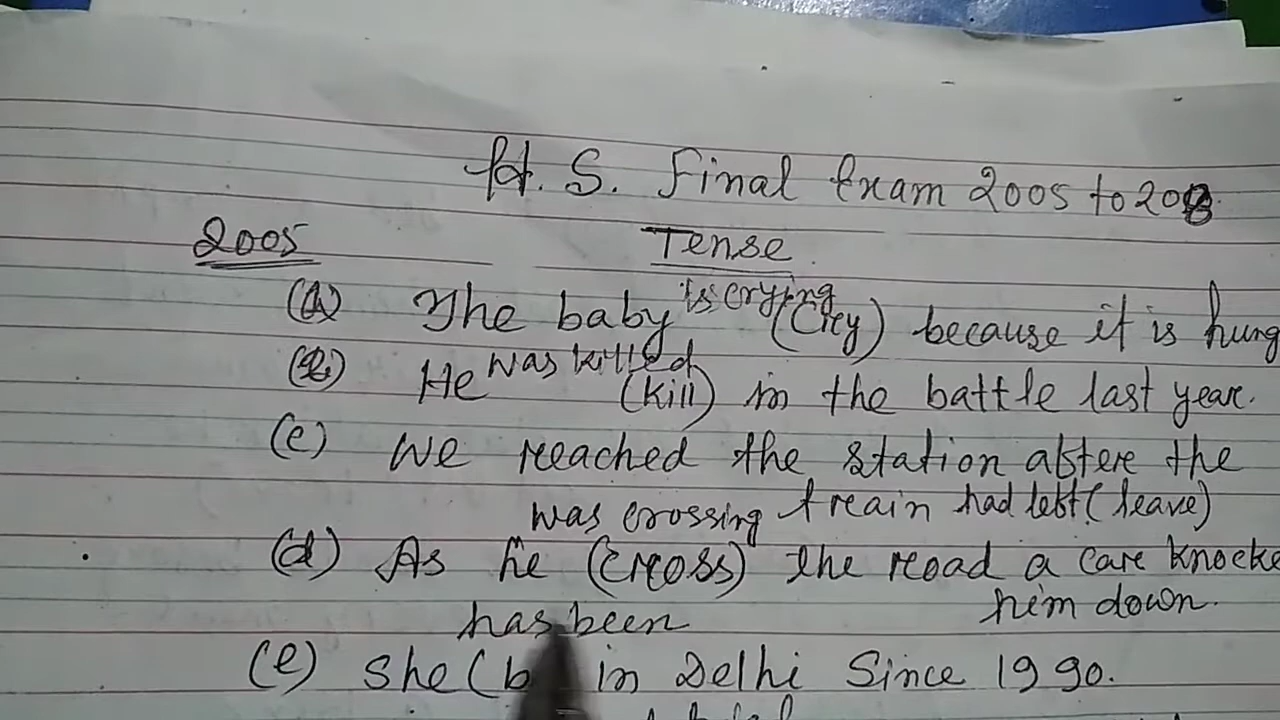 H. S. Final Exam 2005 to 20
2005 Tense
(a) The baby is crying (Cry) because it is hung
(b) He was killed (kill) in the battle last year.
(c) We reached the station after the
train had left (leave)
was crossing
(d) As he (cross) the road a car knocke
him down.
has been
(e) She (b in Delhi Since 1990.